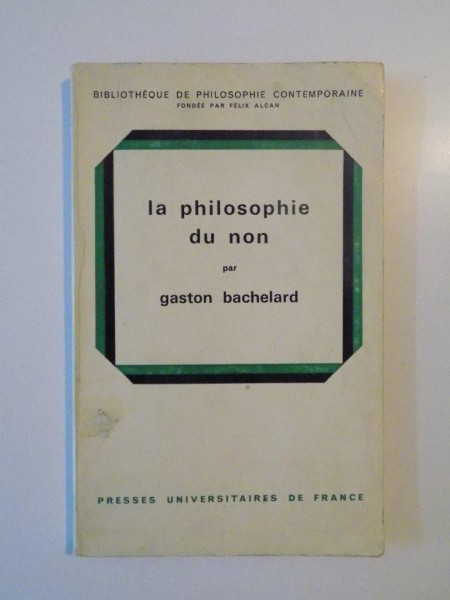 BIBLIOTHÈQUE DE PHILOSOPHIE CONTEMPORAINE
FONDÉE PAR FÉLIX ALCAN
la philosophie
du non
par
gaston bachelard
PRESSES UNIVERSITAIRES DE FRANCE